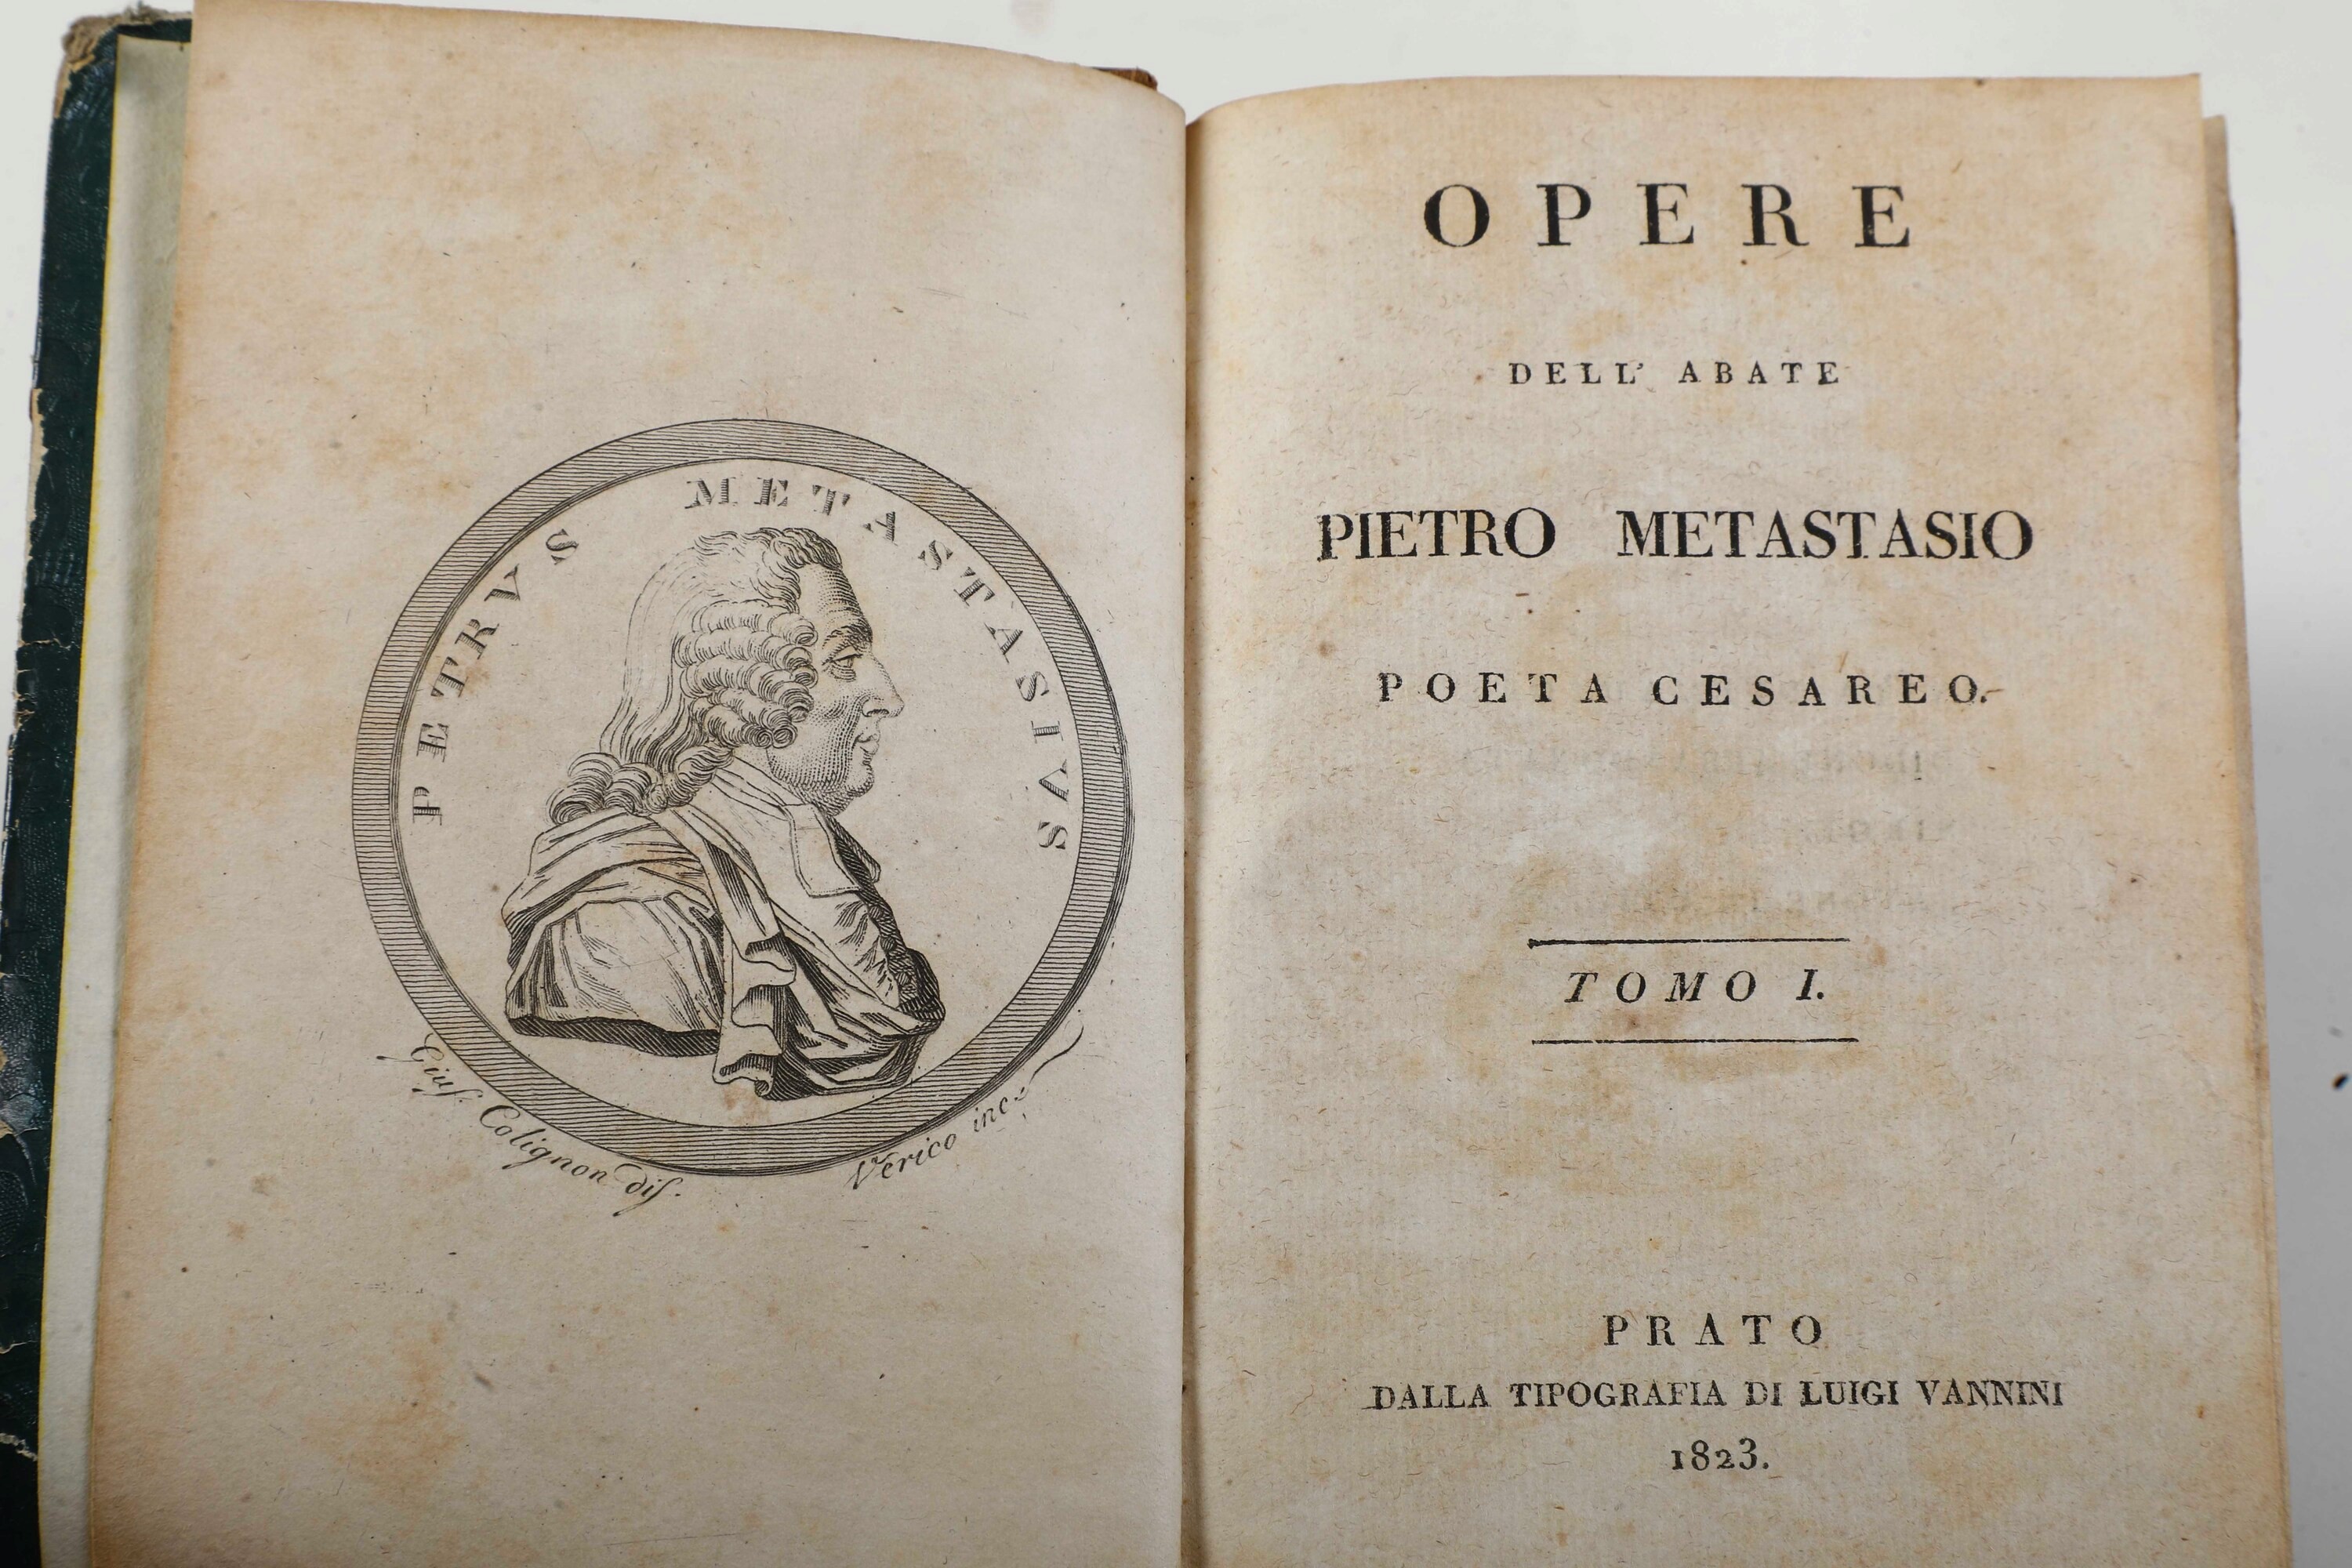 PETRVS METASTASIVS
Gius. Calignon dis.
Verico inc.
OPERE
DELL' ABATE
PIETRO METASTASIO
POETA CESAREO.
TOMO I.
PRATO
DALLA TIPOGRAFIA DI LUIGI VANNINI
1823.